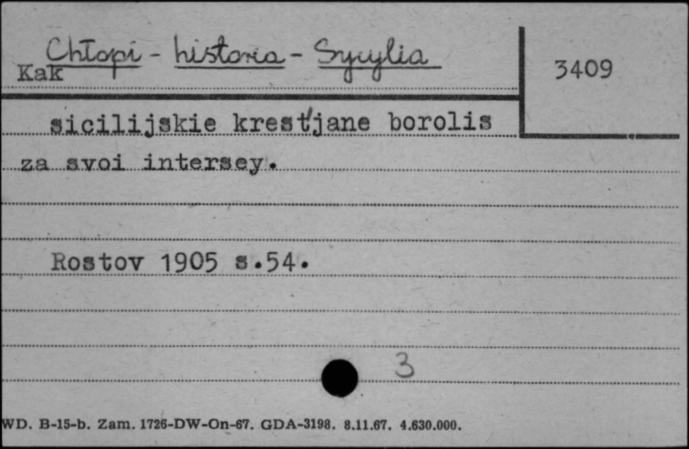 Chłopi - historia - Sycylia
Kak
3409
sicilijskie krest'jane borolis
za svoi intersey.
Rostov 1905 s.54.
3
WD. B-15-b. Zam. 1726-DW-On-67. GDA-3198. 8.11.67. 4.630.000.